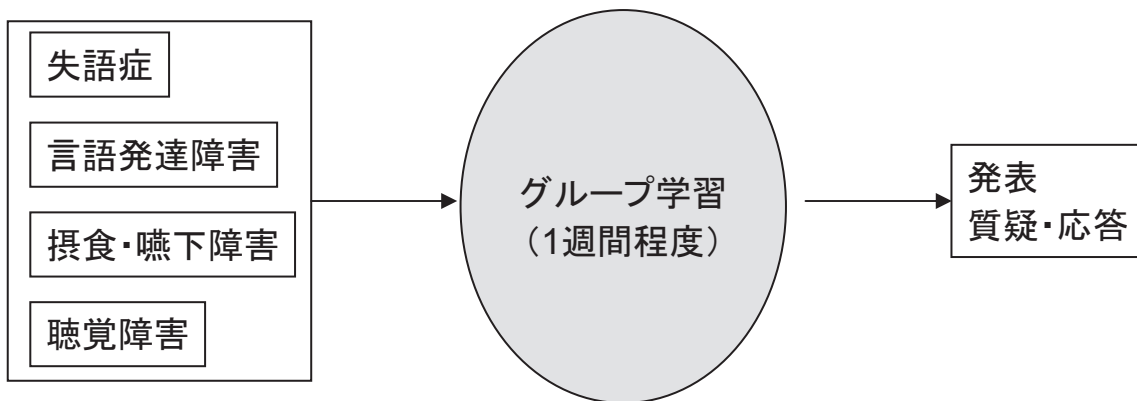 失語症
言語発達障害
摂食・嚥下障害
聴覚障害
グループ学習
（1週間程度）
発表
質疑・応答